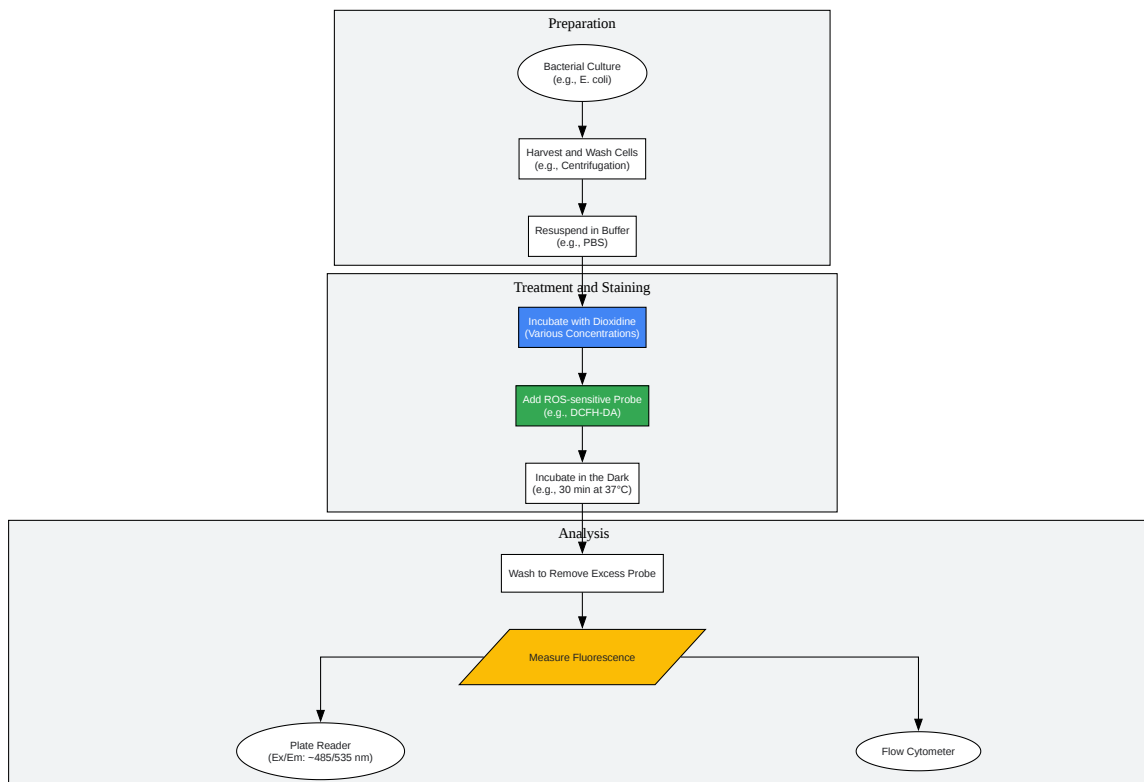 Preparation
Bacterial Culture
(e.g., E. coli)
Harvest and Wash Cells
(e.g., Centrifugation)
Resuspend in Buffer
(e.g., PBS)
Treatment and Staining
Incubate with Dioxidine
(Various Concentrations)
Add ROS-sensitive Probe
(e.g., DCFH-DA)
Incubate in the Dark
(e.g., 30 min at 37°C)
Analysis
Wash to Remove Excess Probe
Measure Fluorescence
Plate Reader
(Ex/Em: ~485/535 nm)
Flow Cytometer